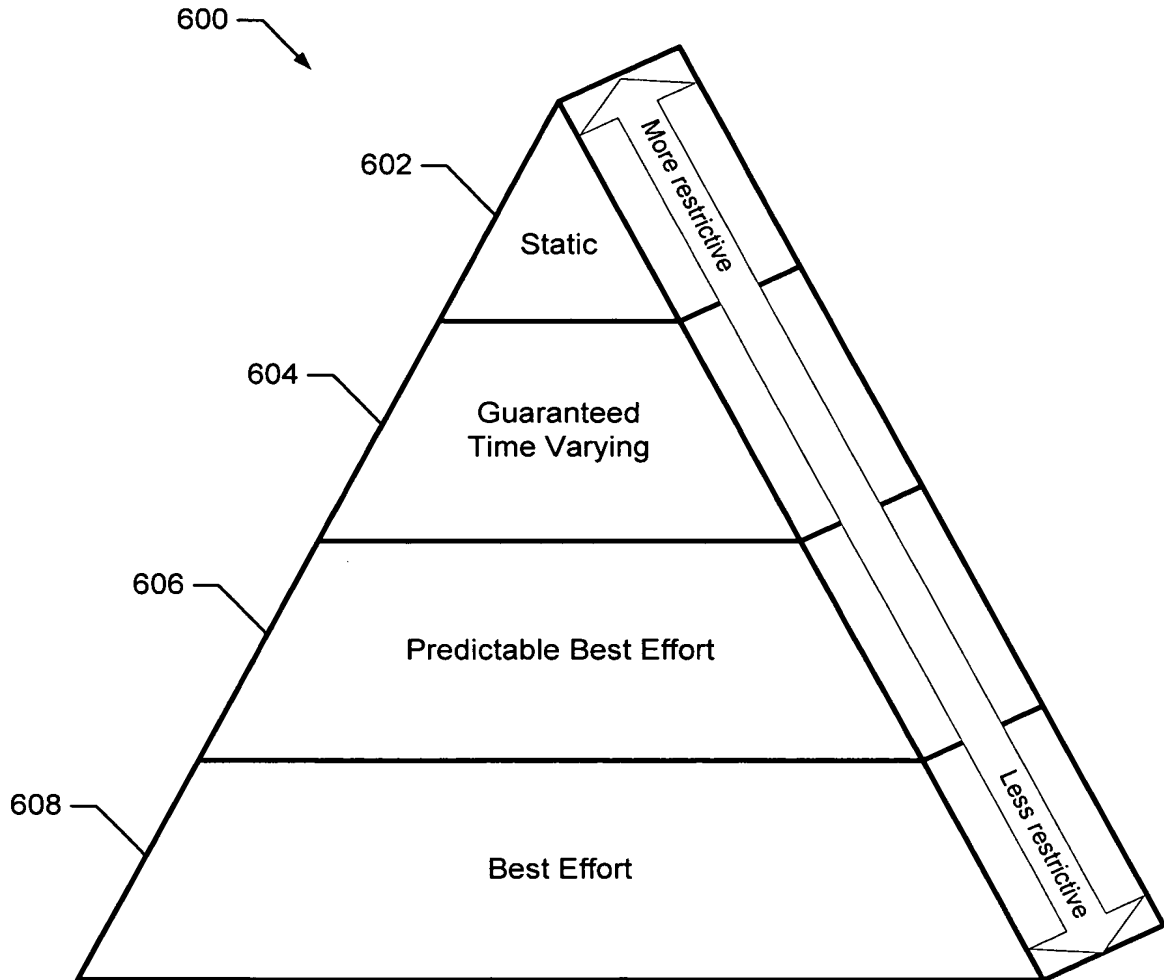 600
602
More restrictive
Static
604
Guaranteed
Time Varying
606
Predictable Best Effort
608
Less restrictive
Best Effort